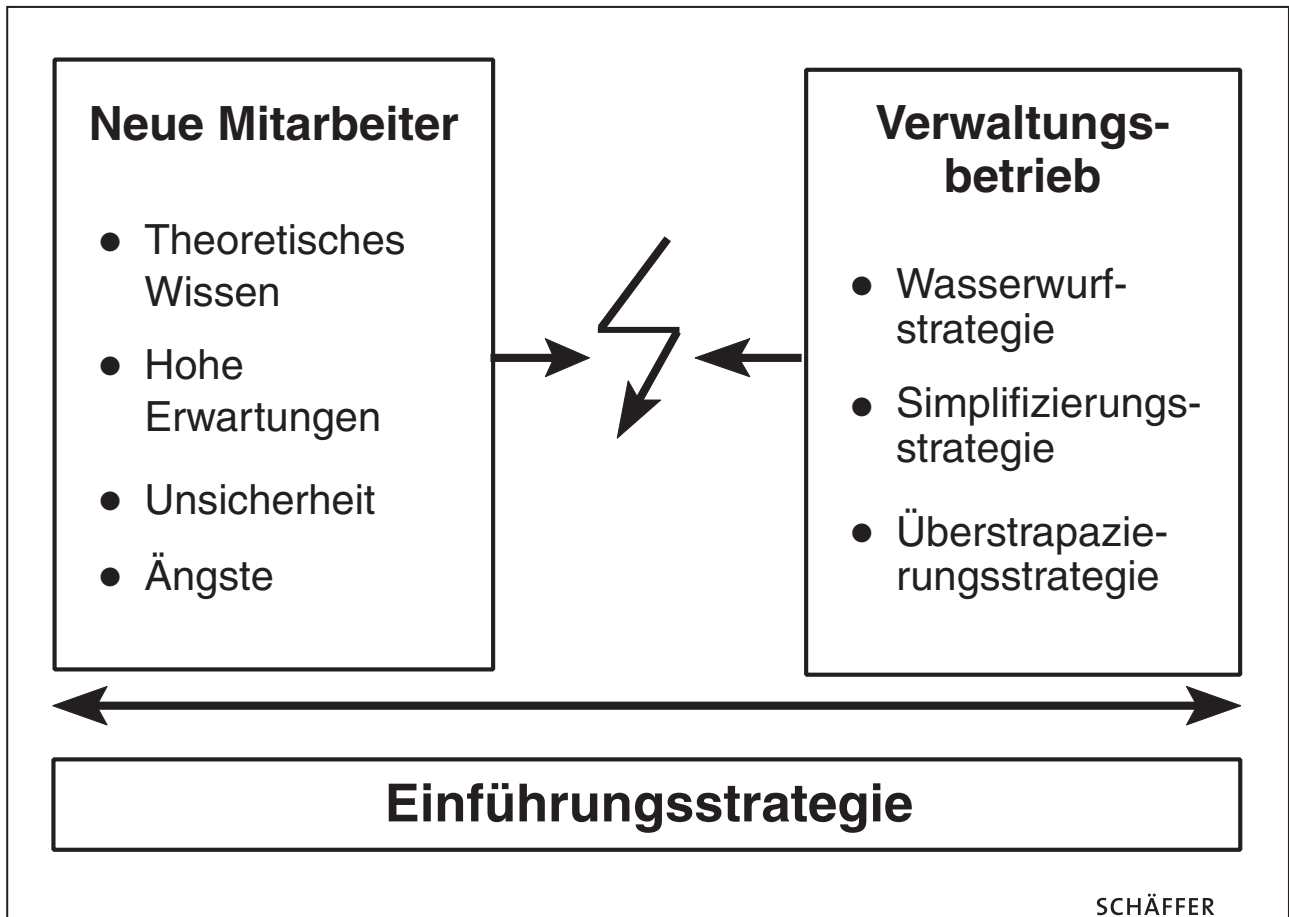 Neue Mitarbeiter
● Theoretisches
Wissen
● Hohe
Erwartungen
● Unsicherheit
● Ängste
Verwaltungs-
betrieb
● Wasserwurf-
strategie
● Simplifizierungs-
strategie
● Überstrapazie-
rungsstrategie
Einführungsstrategie
SCHÄFFER